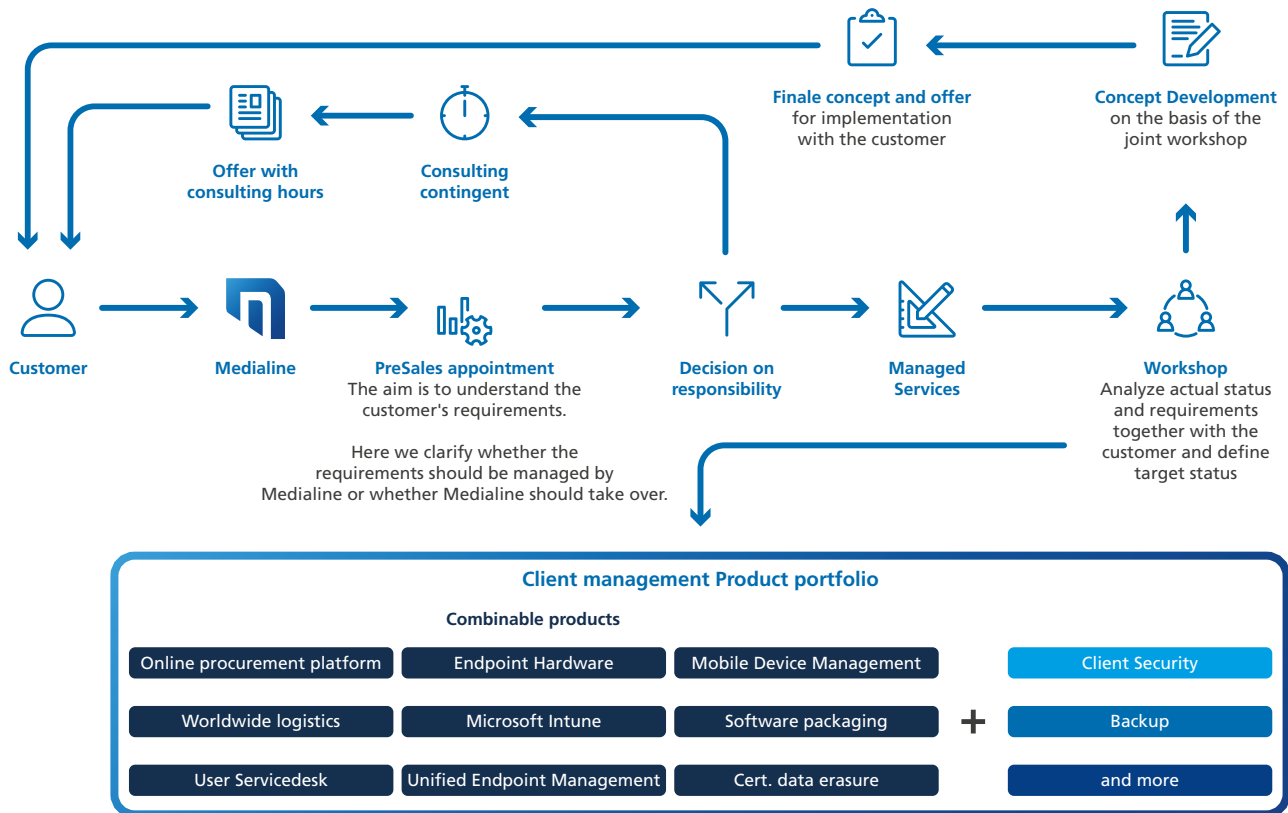 Finale concept and offer
for implementation
with the customer
Concept Development
on the basis of the
joint workshop
Offer with
consulting hours
Consulting
contingent
Customer
Medialine
PreSales appointment
The aim is to understand the
customer's requirements.
Here we clarify whether the
requirements should be managed by
Medialine or whether Medialine should take over.
Decision on
responsibility
Managed
Services
Workshop
Analyze actual status
and requirements
together with the
customer and define
target status
Client management Product portfolio
Combinable products
Online procurement platform
Endpoint Hardware
Mobile Device Management
Client Security
Worldwide logistics
Microsoft Intune
Software packaging
+
Backup
User Servicedesk
Unified Endpoint Management
Cert. data erasure
and more